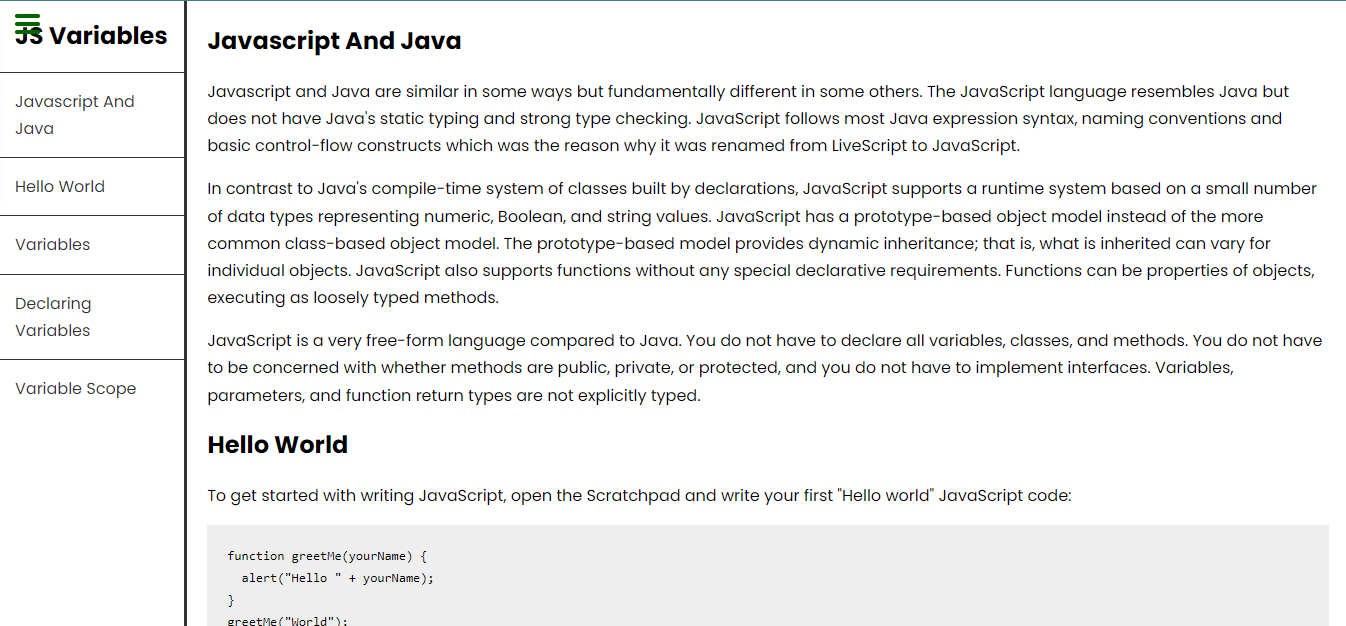 JS Variables
Javascript And
Java
Hello World
Variables
Declaring
Variables
Variable Scope
Javascript And Java
Javascript and Java are similar in some ways but fundamentally different in some others. The JavaScript language resembles Java but
does not have Java's static typing and strong type checking. JavaScript follows most Java expression syntax, naming conventions and
basic control-flow constructs which was the reason why it was renamed from LiveScript to JavaScript.
In contrast to Java's compile-time system of classes built by declarations, JavaScript supports a runtime system based on a small number
of data types representing numeric, Boolean, and string values. JavaScript has a prototype-based object model instead of the more
common class-based object model. The prototype-based model provides dynamic inheritance; that is, what is inherited can vary for
individual objects. JavaScript also supports functions without any special declarative requirements. Functions can be properties of objects,
executing as loosely typed methods.
JavaScript is a very free-form language compared to Java. You do not have to declare all variables, classes, and methods. You do not have
to be concerned with whether methods are public, private, or protected, and you do not have to implement interfaces. Variables,
parameters, and function return types are not explicitly typed.
Hello World
To get started with writing JavaScript, open the Scratchpad and write your first "Hello world" JavaScript code:
function greetMe(yourName) {
  alert("Hello " + yourName);
}
greetMe("World");